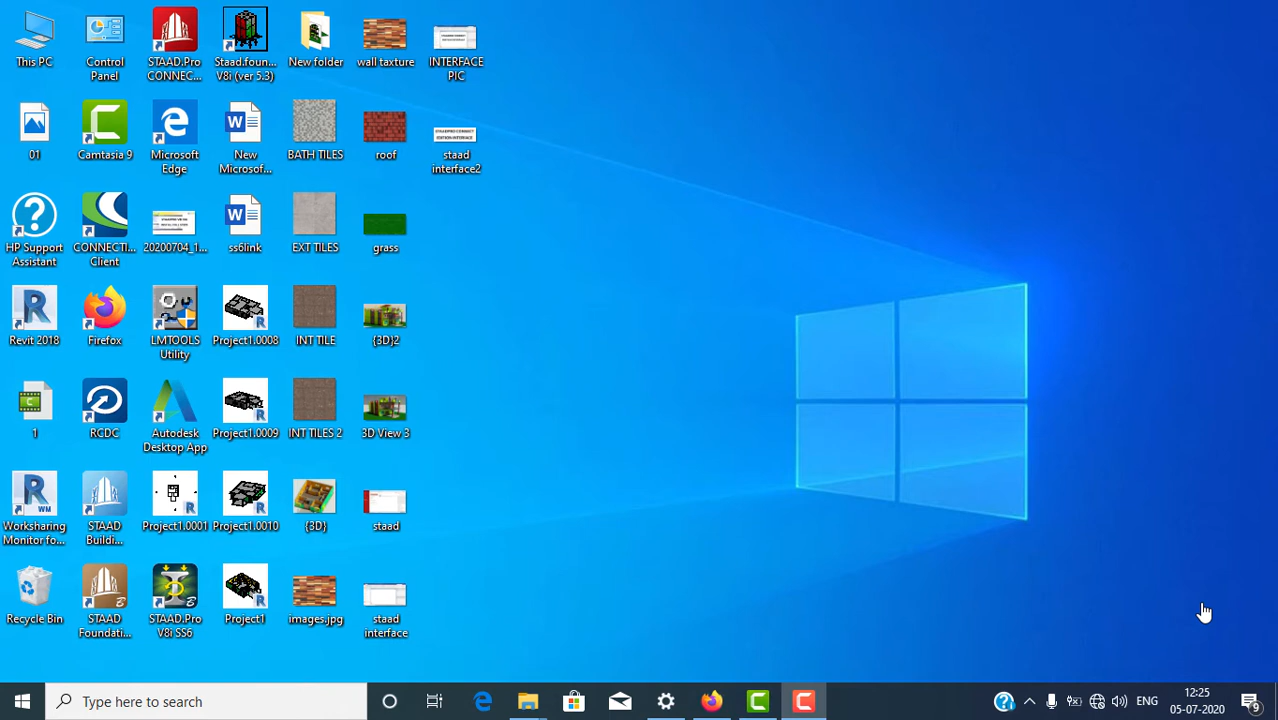 This PC
Control
Panel
STAAD.Pro
CONNEC...
Staad.foun...
V8i (ver 5.3)
New folder
wall taxture
INTERFACE
PIC
01
Camtasia 9
Microsoft
Edge
New
Microsof...
BATH TILES
roof
staad
interface2
HP Support
Assistant
CONNECTI...
Client
20200704_1...
ss6link
EXT TILES
grass
Revit 2018
Firefox
LMTOOLS
Utility
Project1.0008
INT TILE
{3D}2
1
RCDC
Autodesk
Desktop App
Project1.0009
INT TILES 2
3D View 3
Worksharing
Monitor fo...
STAAD
Buildi...
Project1.0001
Project1.0010
{3D}
staad
Recycle Bin
STAAD
Foundati...
STAAD.Pro
V8i SS6
Project1
images.jpg
staad
interface
Type here to search
ENG
12:25
05-07-2020
9